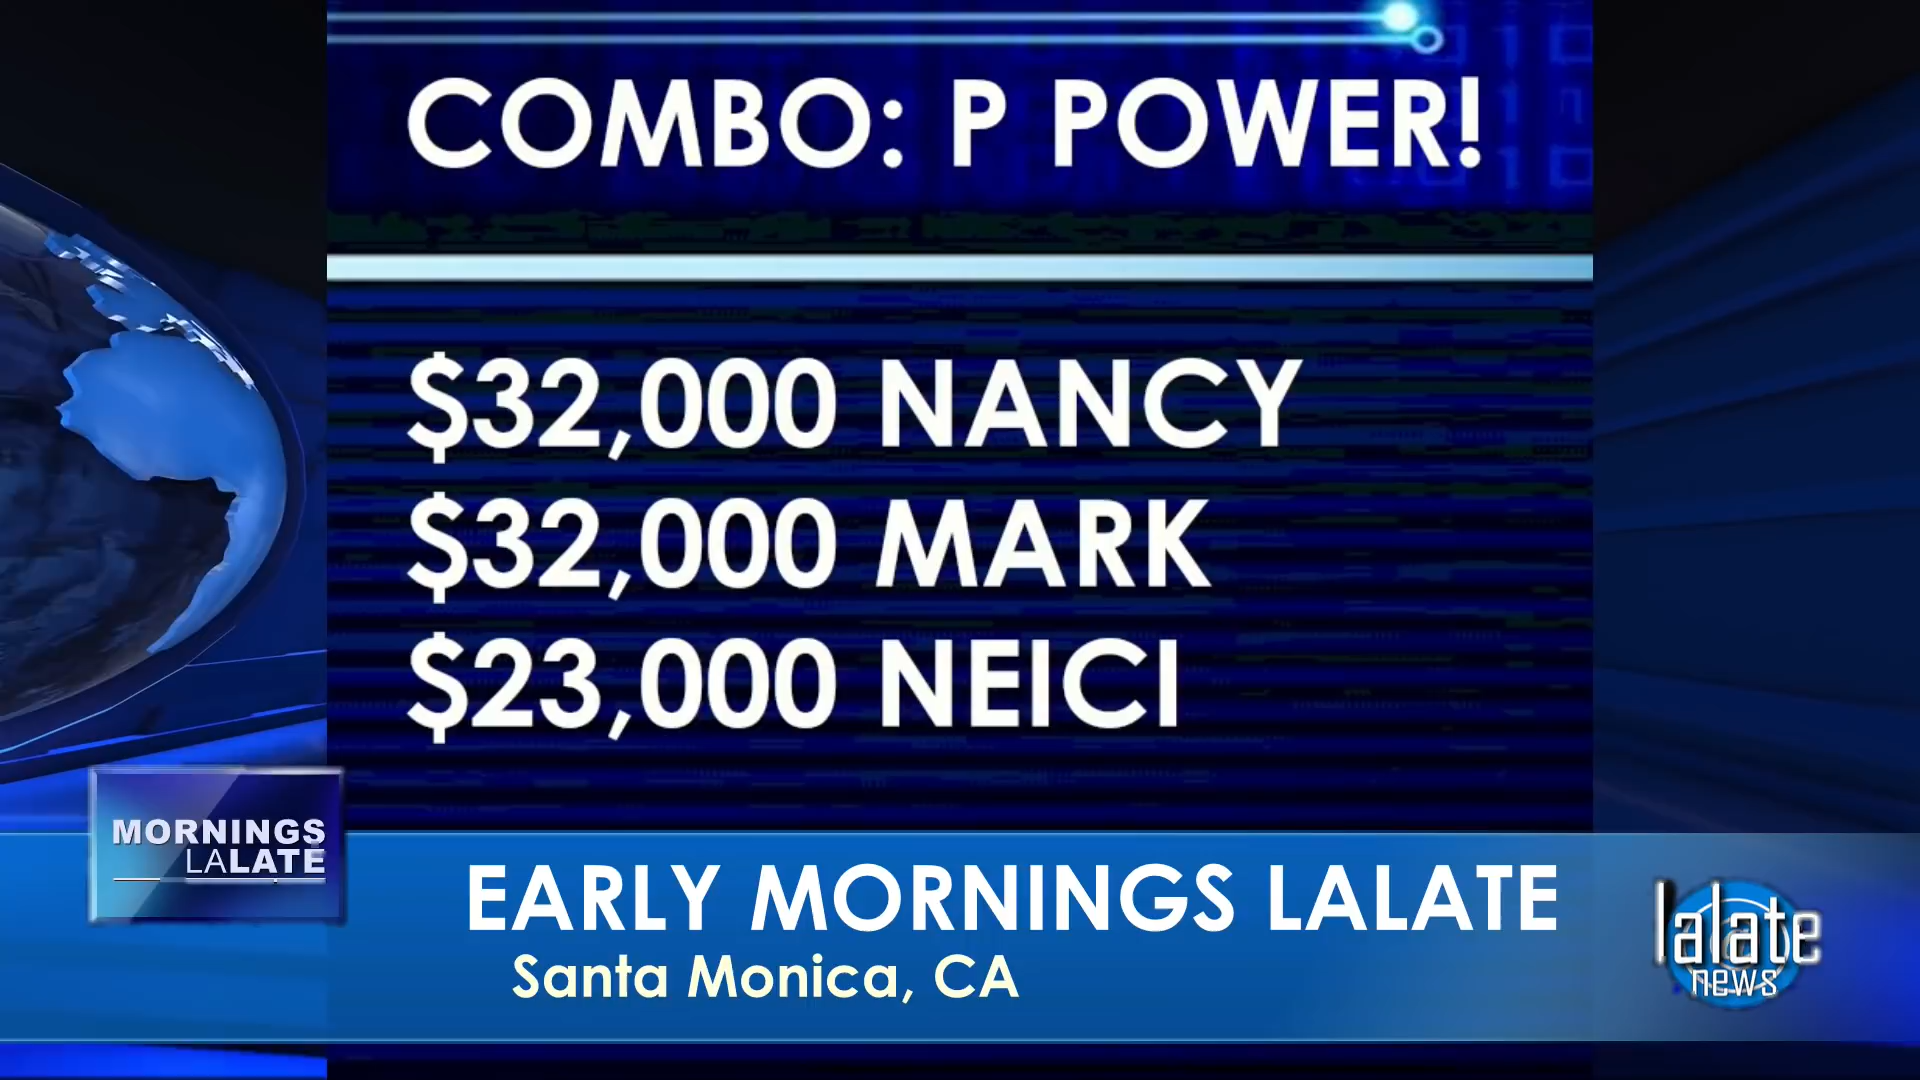 COMBO: P POWER!
$32,000 NANCY
$32,000 MARK
$23,000 NEICI
MORNINGS
LALATE
EARLY MORNINGS LALATE
Santa Monica, CA
lalate
news